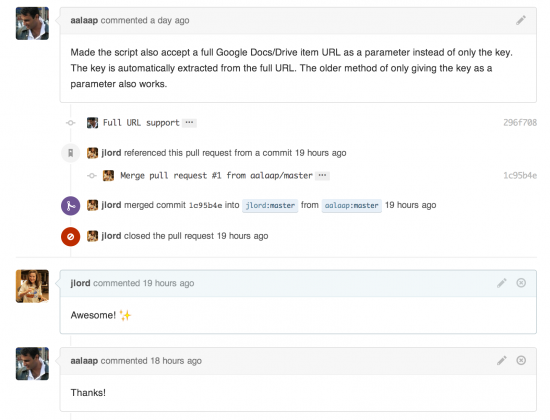 aalaap commented a day ago
Made the script also accept a full Google Docs/Drive item URL as a parameter instead of only the key.
The key is automatically extracted from the full URL. The older method of only giving the key as a
parameter also works.
Full URL support ... 296f708
jlord referenced this pull request from a commit 19 hours ago
Merge pull request #1 from aalaap/master ... 1c95b4e
jlord merged commit 1c95b4e into jlord:master from aalaap:master 19 hours ago
jlord closed the pull request 19 hours ago
jlord commented 19 hours ago
Awesome! ✨
aalaap commented 18 hours ago
Thanks!